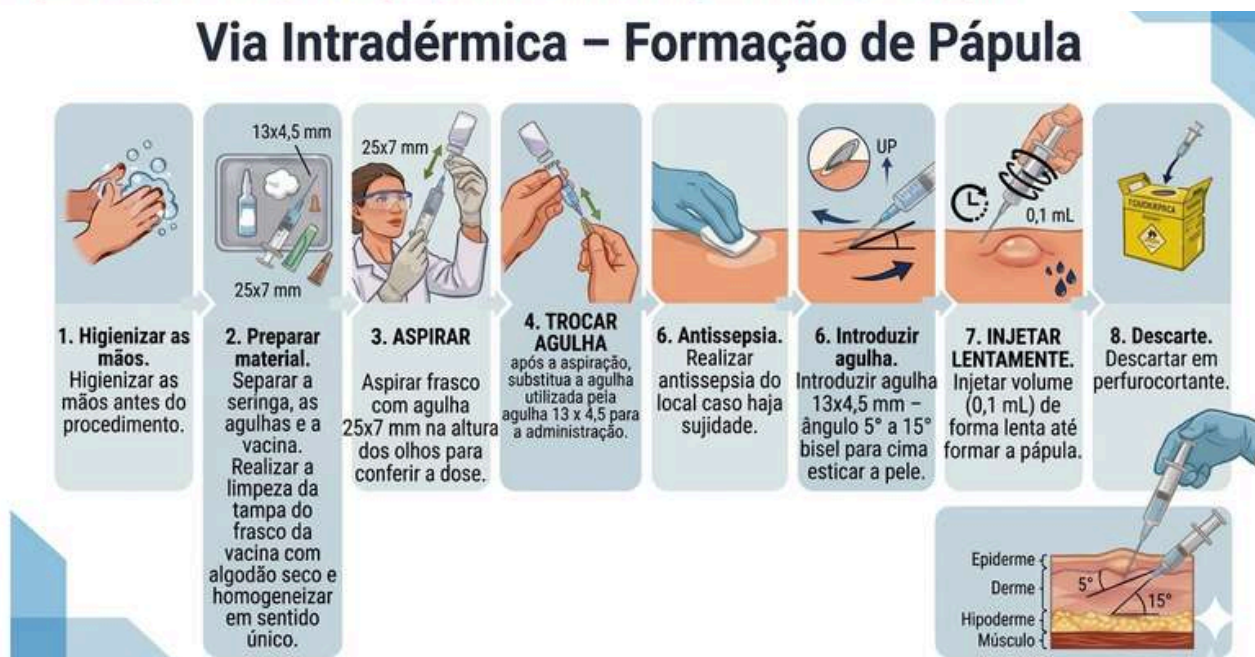 Via Intradérmica – Formação de Pápula
13x4,5 mm
25x7 mm
1. Higienizar as
mãos.
Higienizar as
mãos antes do
procedimento.
2. Preparar
material.
Separar a
seringa, as
agulhas e a
vacina.
Realizar a
limpeza da
tampa do
frasco da
vacina com
algodão seco e
homogeneizar
em sentido
único.
25x7 mm
3. ASPIRAR
Aspirar frasco
com agulha
25x7 mm na altura
dos olhos para
conferir a dose.
4. TROCAR
AGULHA
após a aspiração,
substitua a agulha
utilizada pela
agulha 13 x 4,5 para
a administração.
6. Antissepsia.
Realizar
antissepsia do
local caso haja
sujidade.
UP
6. Introduzir
agulha.
Introduzir agulha
13x4,5 mm –
ângulo 5° a 15°
bisel para cima
esticar a pele.
0,1 mL
7. INJETAR
LENTAMENTE.
Injetar volume
(0,1 mL) de
forma lenta até
formar a pápula.
8. Descarte.
Descartar em
perfurocortante.
Epiderme
Derme
Hipoderme
Músculo
5°
15°